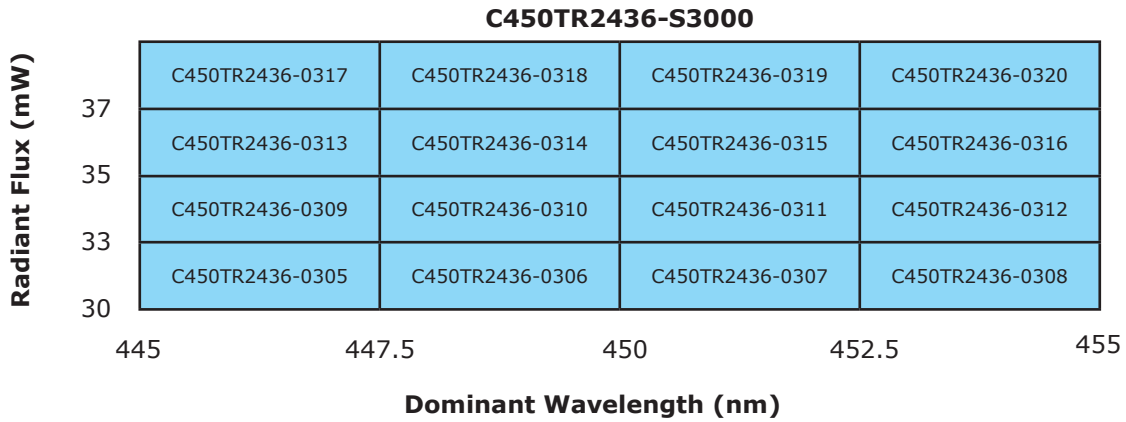 C450TR2436-S3000
Radiant Flux (mW)
C450TR2436-0317 C450TR2436-0318 C450TR2436-0319 C450TR2436-0320
37
C450TR2436-0313 C450TR2436-0314 C450TR2436-0315 C450TR2436-0316
35
C450TR2436-0309 C450TR2436-0310 C450TR2436-0311 C450TR2436-0312
33
C450TR2436-0305 C450TR2436-0306 C450TR2436-0307 C450TR2436-0308
30
445 447.5 450 452.5 455
Dominant Wavelength (nm)